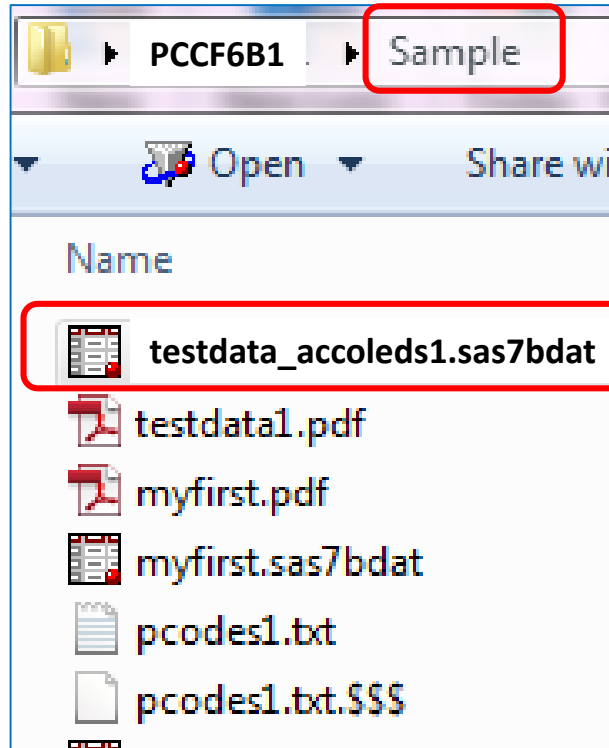 PCCF6B1 Sample
Open Share wi
Name
testdata_accoleds1.sas7bdat
testdata1.pdf
myfirst.pdf
myfirst.sas7bdat
pcodes1.txt
pcodes1.txt.$$$